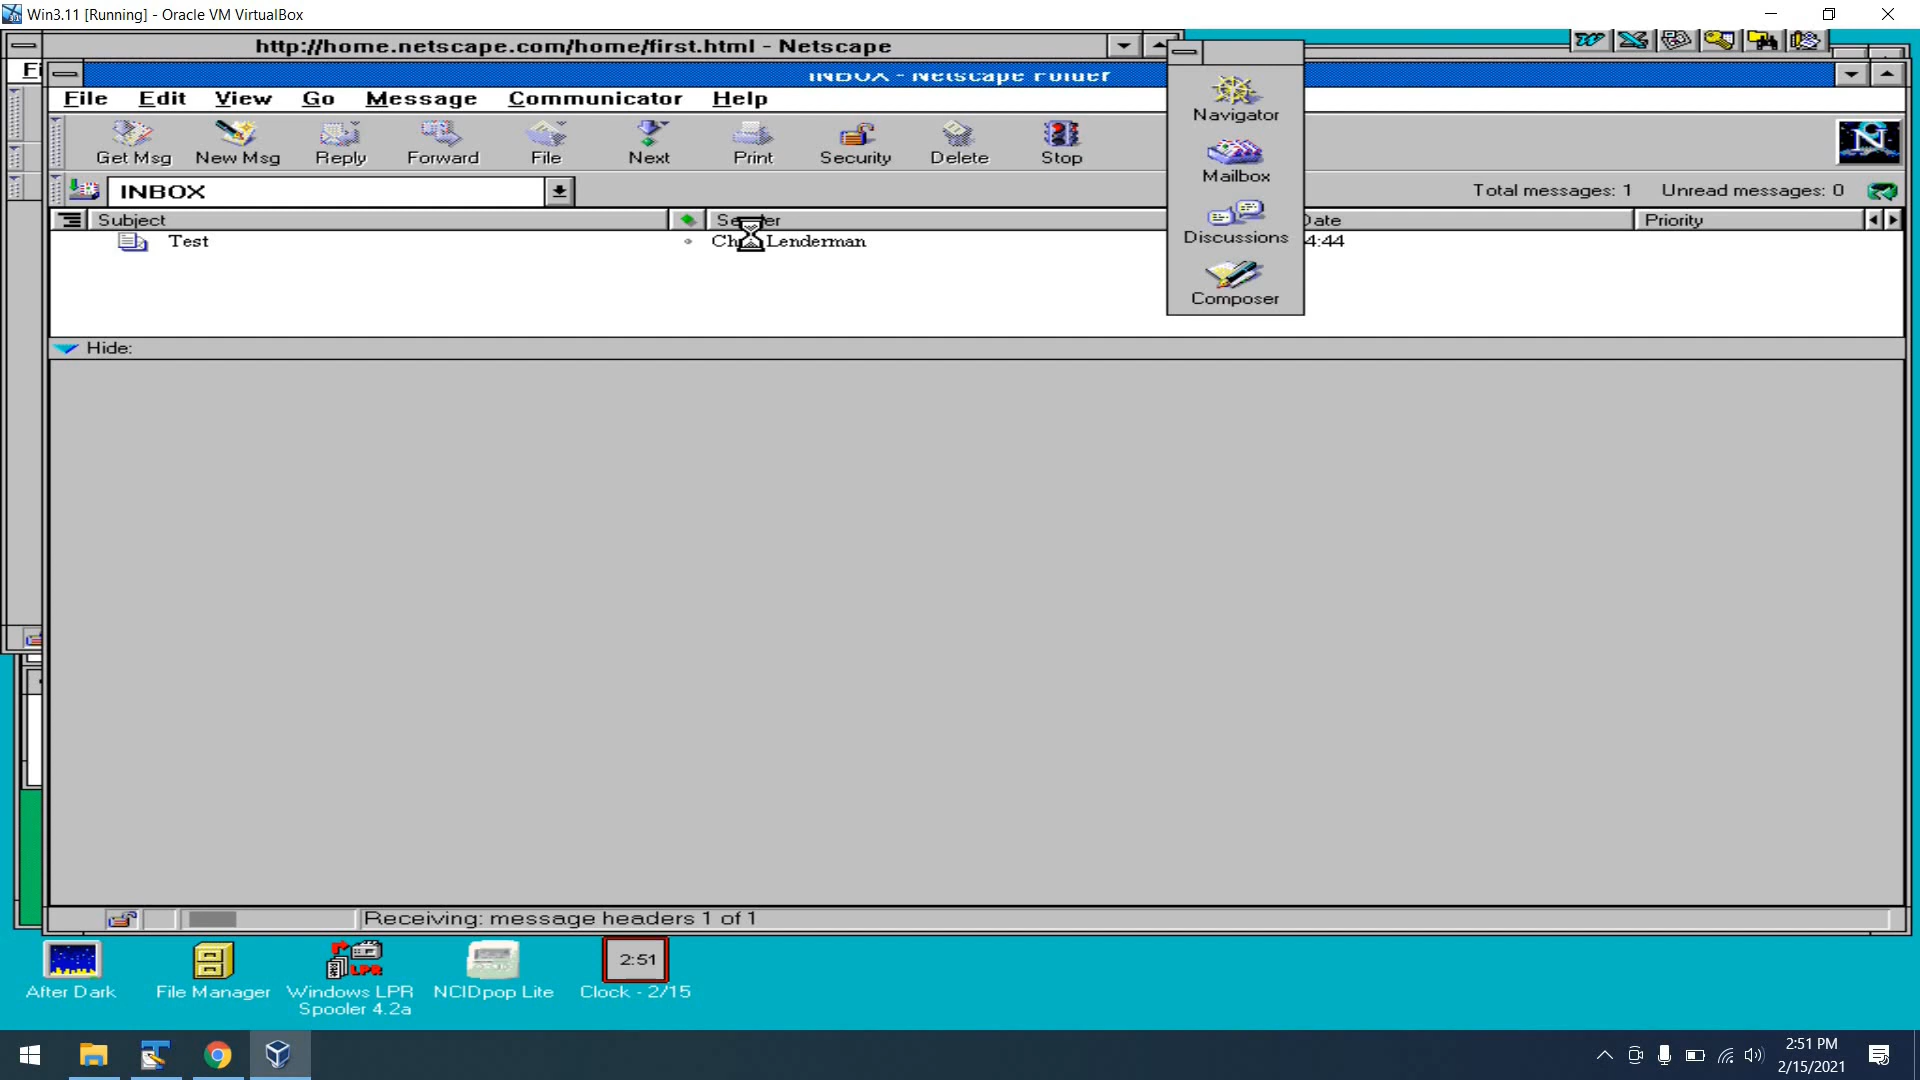 Win3.11 [Running] - Oracle VM VirtualBox
http://home.netscape.com/home/first.html - Netscape
Fi
INBOX - Netscape Folder
File Edit View Go Message Communicator Help
Navigator
Get Msg New Msg Reply Forward File Next Print Security Delete Stop
N
Mailbox
INBOX
Total messages: 1 Unread messages: 0
Subject
Date
Priority
Discussions
Test
Lenderman
4:44
Composer
Hide:
Receiving: message headers 1 of 1
LPR
2:51
After Dark
File Manager
Windows LPR
Spooler 4.2a
NCIDpop Lite
Clock - 2/15
2:51 PM
2/15/2021